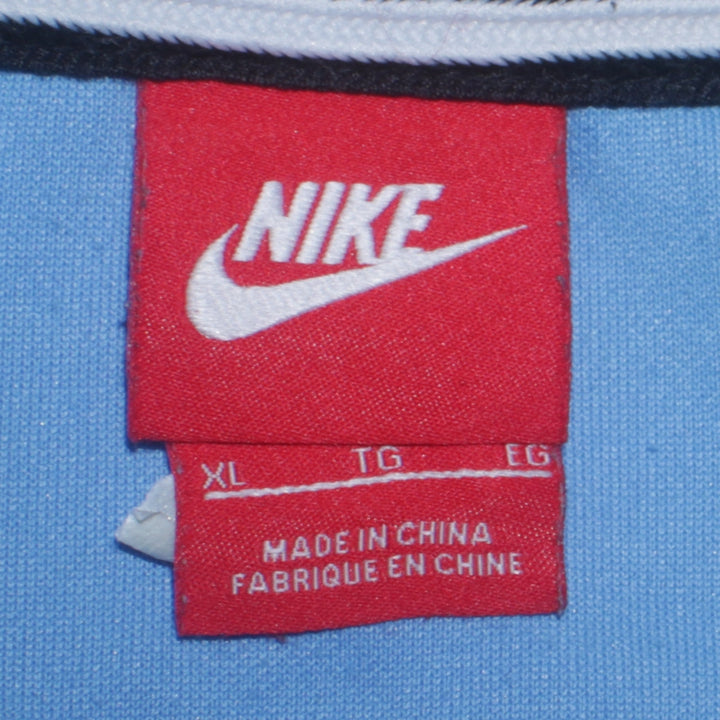 NIKE
XL TG EG
MADE IN CHINA
FABRIQUE EN CHINE